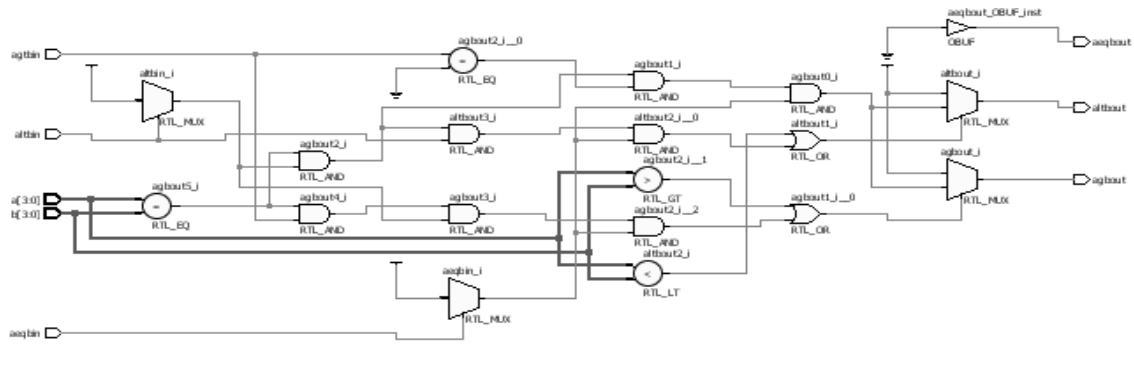 aeqbout_OBUF_inst
aeqbout
OBUF
agtbin
agbout2_i__0
=
RTL_EQ
altbin_i
RTL_MUX
agbout1_i
RTL_AND
agbout0_i
RTL_AND
altbout_i
altbout
RTL_MUX
altbin
altbout3_i
RTL_AND
altbout2_i__0
RTL_AND
altbout1_i
RTL_OR
agbout2_i
RTL_AND
agbout2_i__1
>
RTL_GT
agbout_i
agbout
RTL_MUX
a[3:0]
b[3:0]
agbout5_i
=
RTL_EQ
agbout4_i
RTL_AND
agbout3_i
RTL_AND
agbout2_i__2
RTL_AND
agbout1_i__0
RTL_OR
altbout2_i
<
RTL_LT
aeqbin_i
RTL_MUX
aeqbin